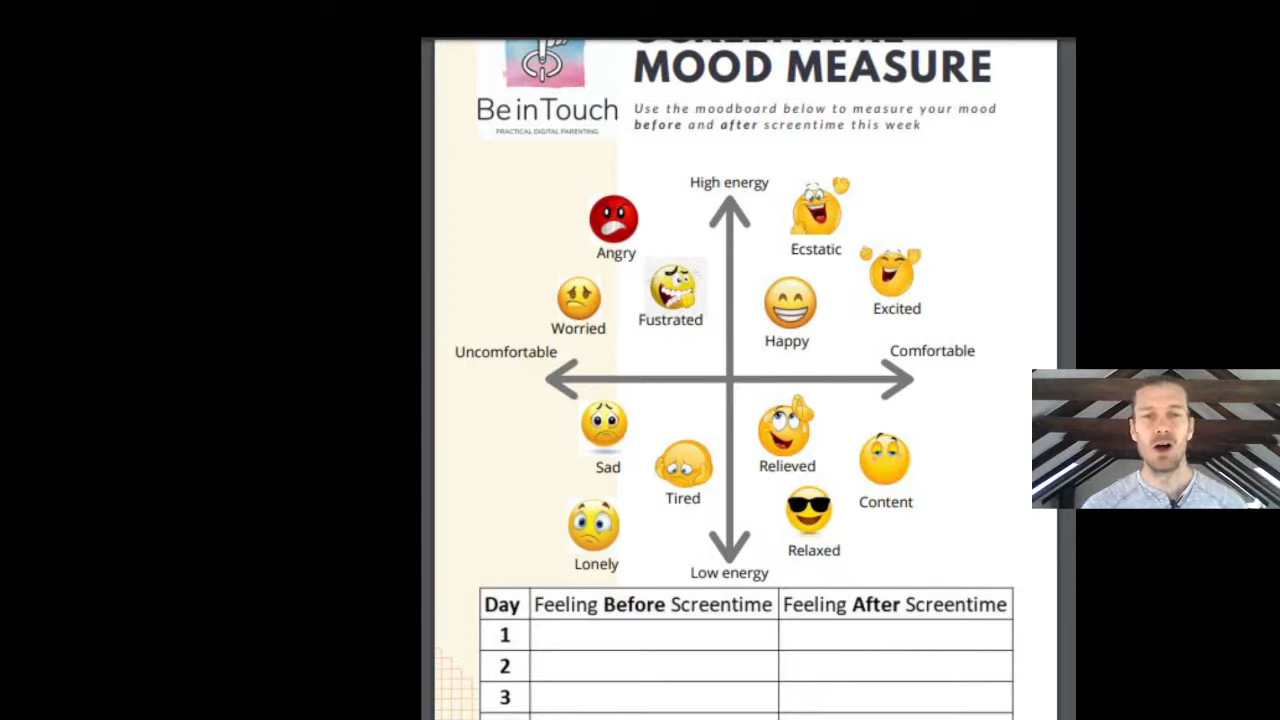 SCREENTIME
MOOD MEASURE
Be in Touch
PRACTICAL DIGITAL PARENTING
Use the moodboard below to measure your mood
before and after screentime this week
High energy
Angry
Ecstatic
Worried
Fustrated
Happy
Excited
Uncomfortable
Comfortable
Sad
Tired
Relieved
Content
Lonely
Relaxed
Low energy
Day Feeling Before Screentime Feeling After Screentime
1
2
3